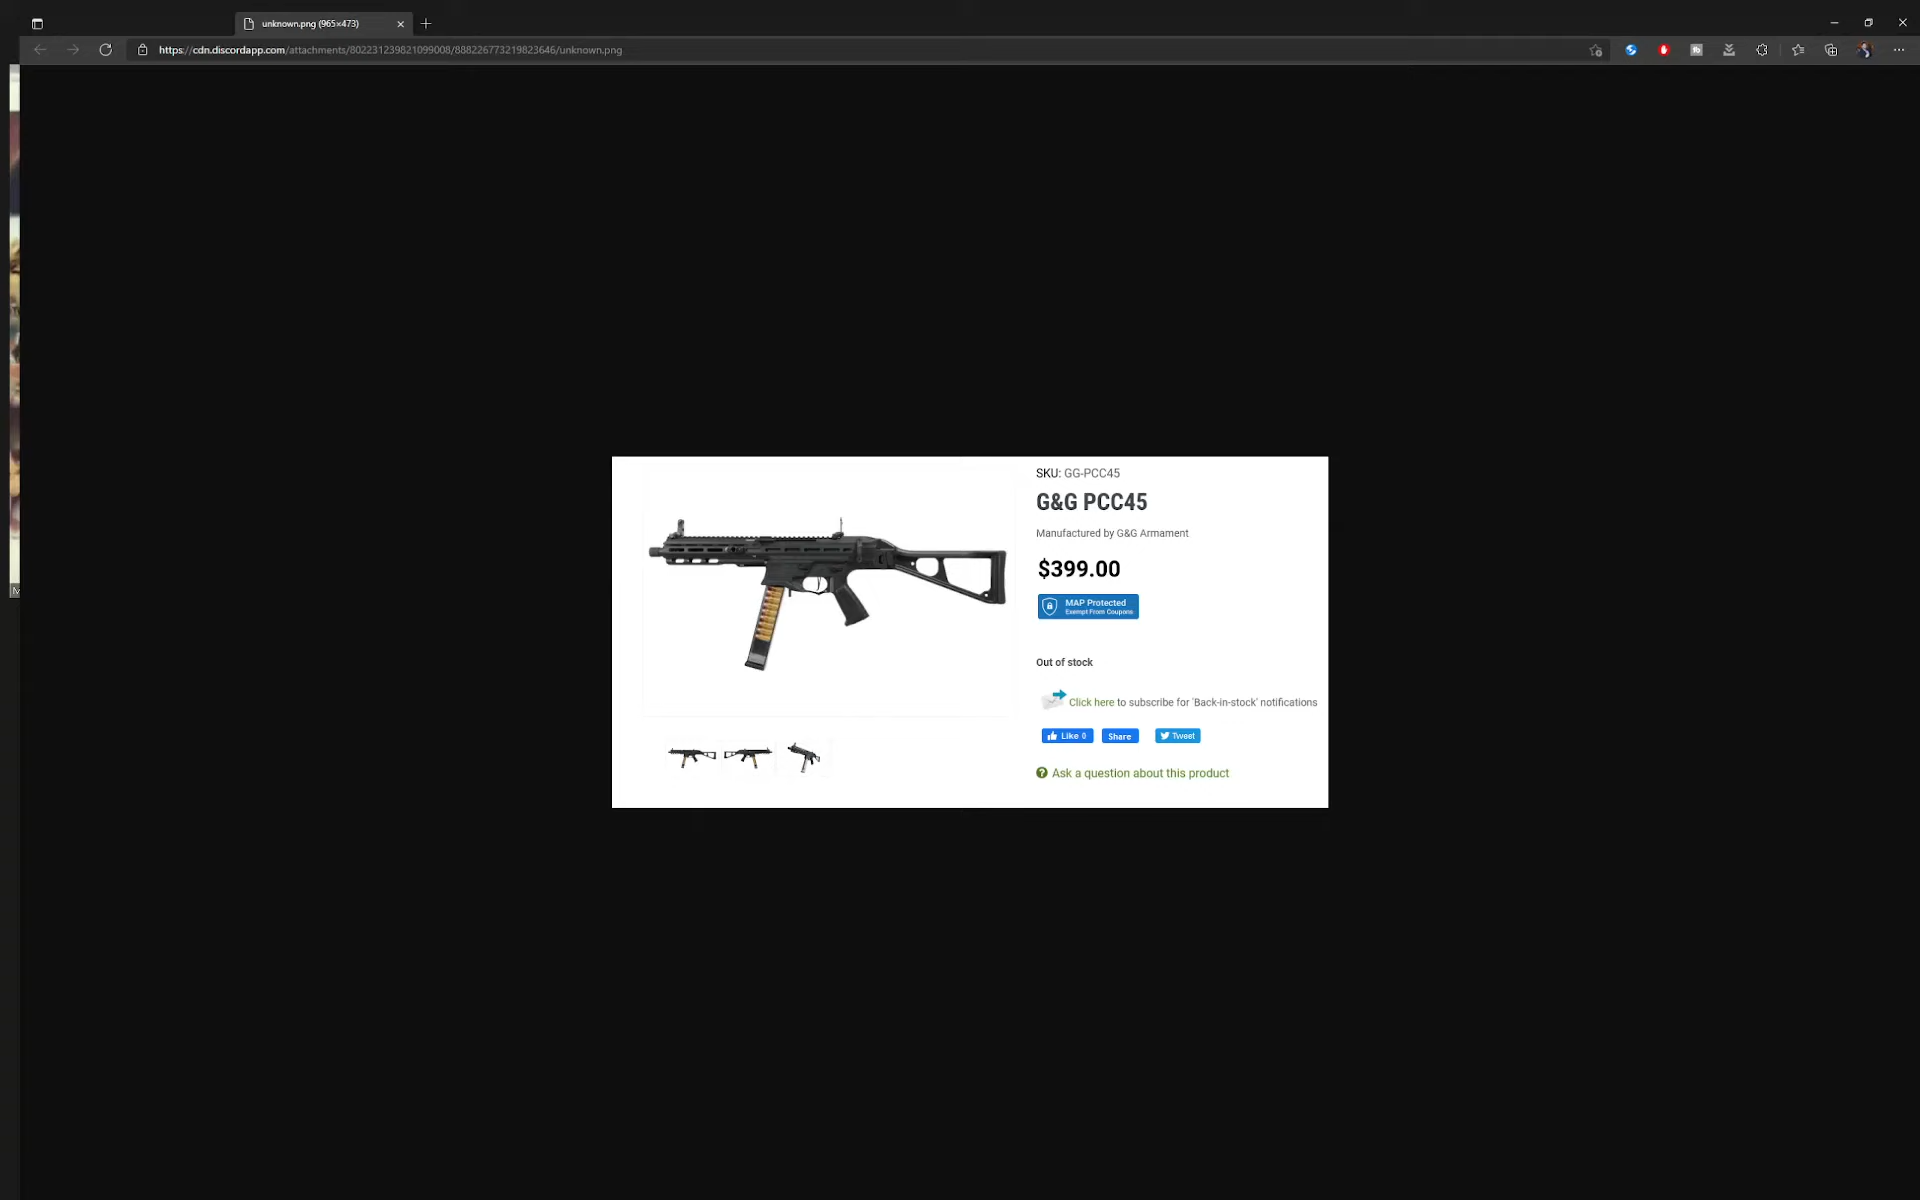 unknown.png (965×473)
https://cdn.discordapp.com/attachments/802231239821099008/888226773219823646/unknown.png
SKU: GG-PCC45
G&G PCC45
Manufactured by G&G Armament
$399.00
MAP Protected
Exempt From Coupons
Out of stock
Click here to subscribe for 'Back-in-stock' notifications
Like 0
Share
Tweet
Ask a question about this product